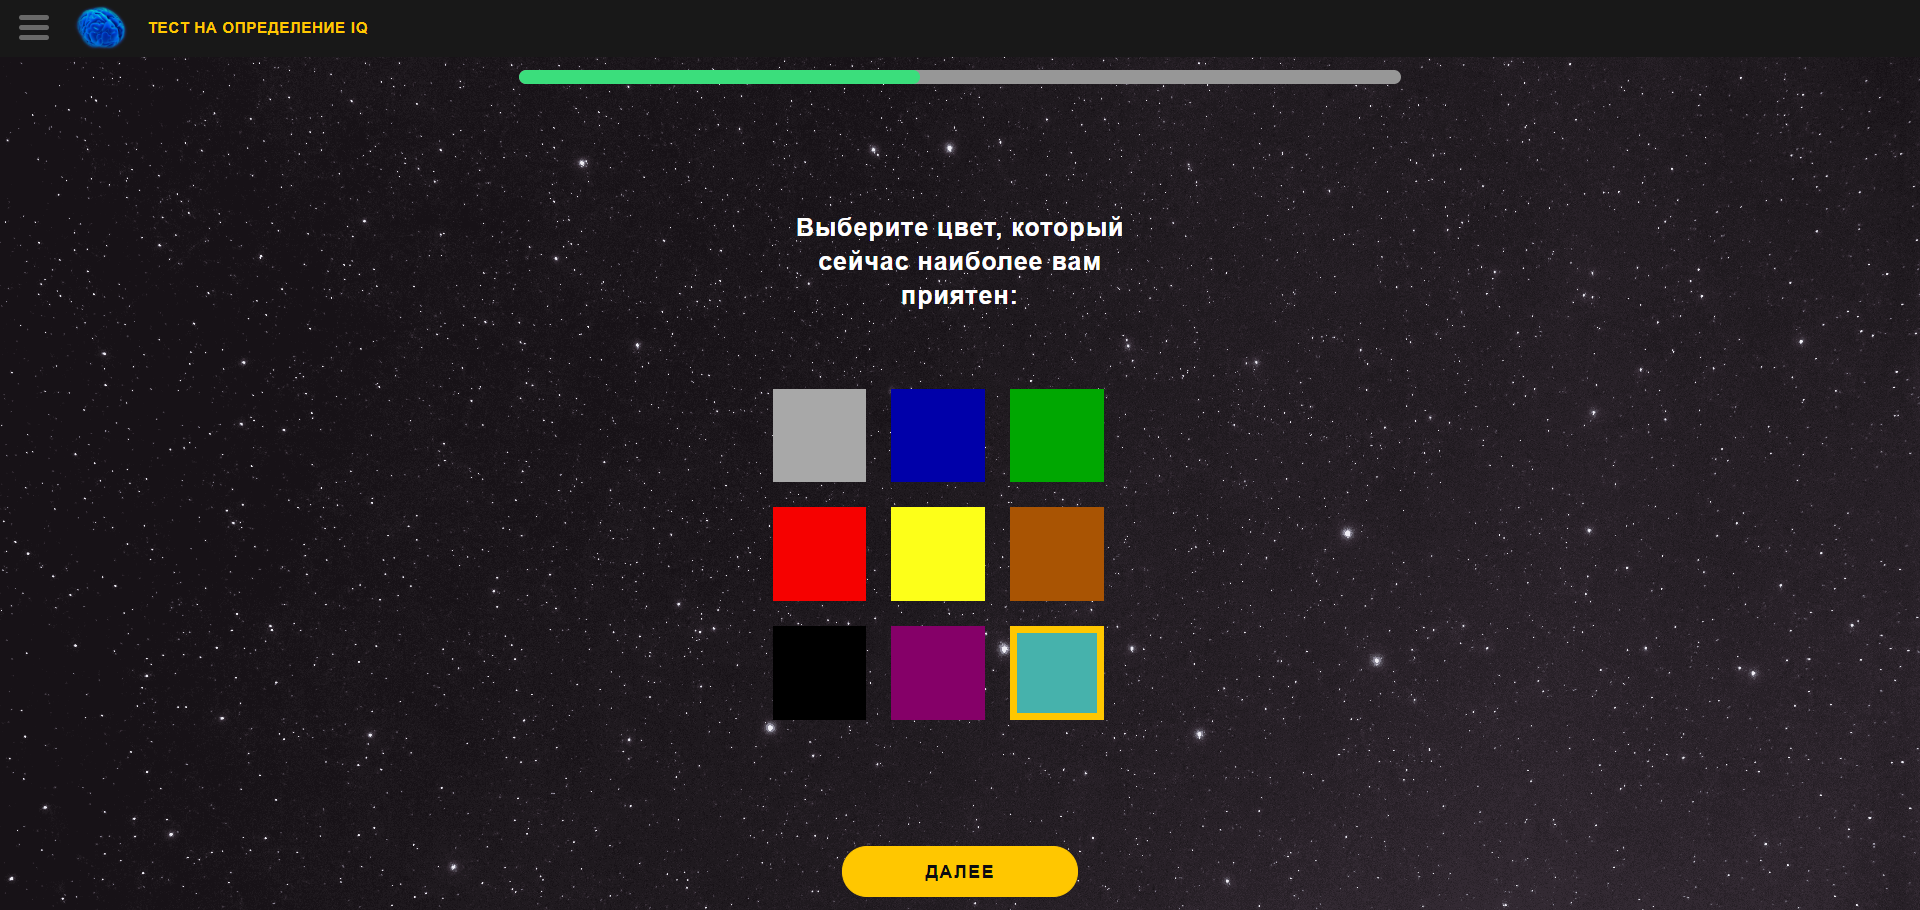 ТЕСТ НА ОПРЕДЕЛЕНИЕ IQ
Выберите цвет, который
сейчас наиболее вам
приятен:
ДАЛЕЕ